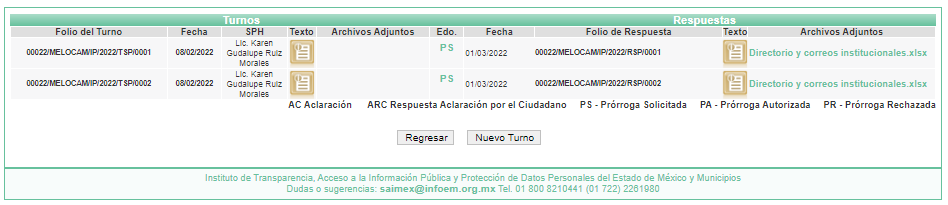 Turnos Respuestas
Folio del Turno Fecha SPH Texto Archivos Adjuntos Edo. Fecha Folio de Respuesta Texto Archivos Adjuntos
00022/MELOCAM/IP/2022/TSP/0001 08/02/2022 Lic. Karen Gudalupe Ruiz Morales PS 01/03/2022 00022/MELOCAM/IP/2022/RSP/0001 Directorio y correos institucionales.xlsx
00022/MELOCAM/IP/2022/TSP/0002 08/02/2022 Lic. Karen Gudalupe Ruiz Morales PS 01/03/2022 00022/MELOCAM/IP/2022/RSP/0002 Directorio y correos institucionales.xlsx
AC Aclaración ARC Respuesta Aclaración por el Ciudadano PS - Prórroga Solicitada PA - Prórroga Autorizada PR - Prórroga Rechazada
Regresar Nuevo Turno
Instituto de Transparencia, Acceso a la Información Pública y Protección de Datos Personales del Estado de México y Municipios
Dudas o sugerencias: saimex@infoem.org.mx Tel. 01 800 8210441 (01 722) 2261980